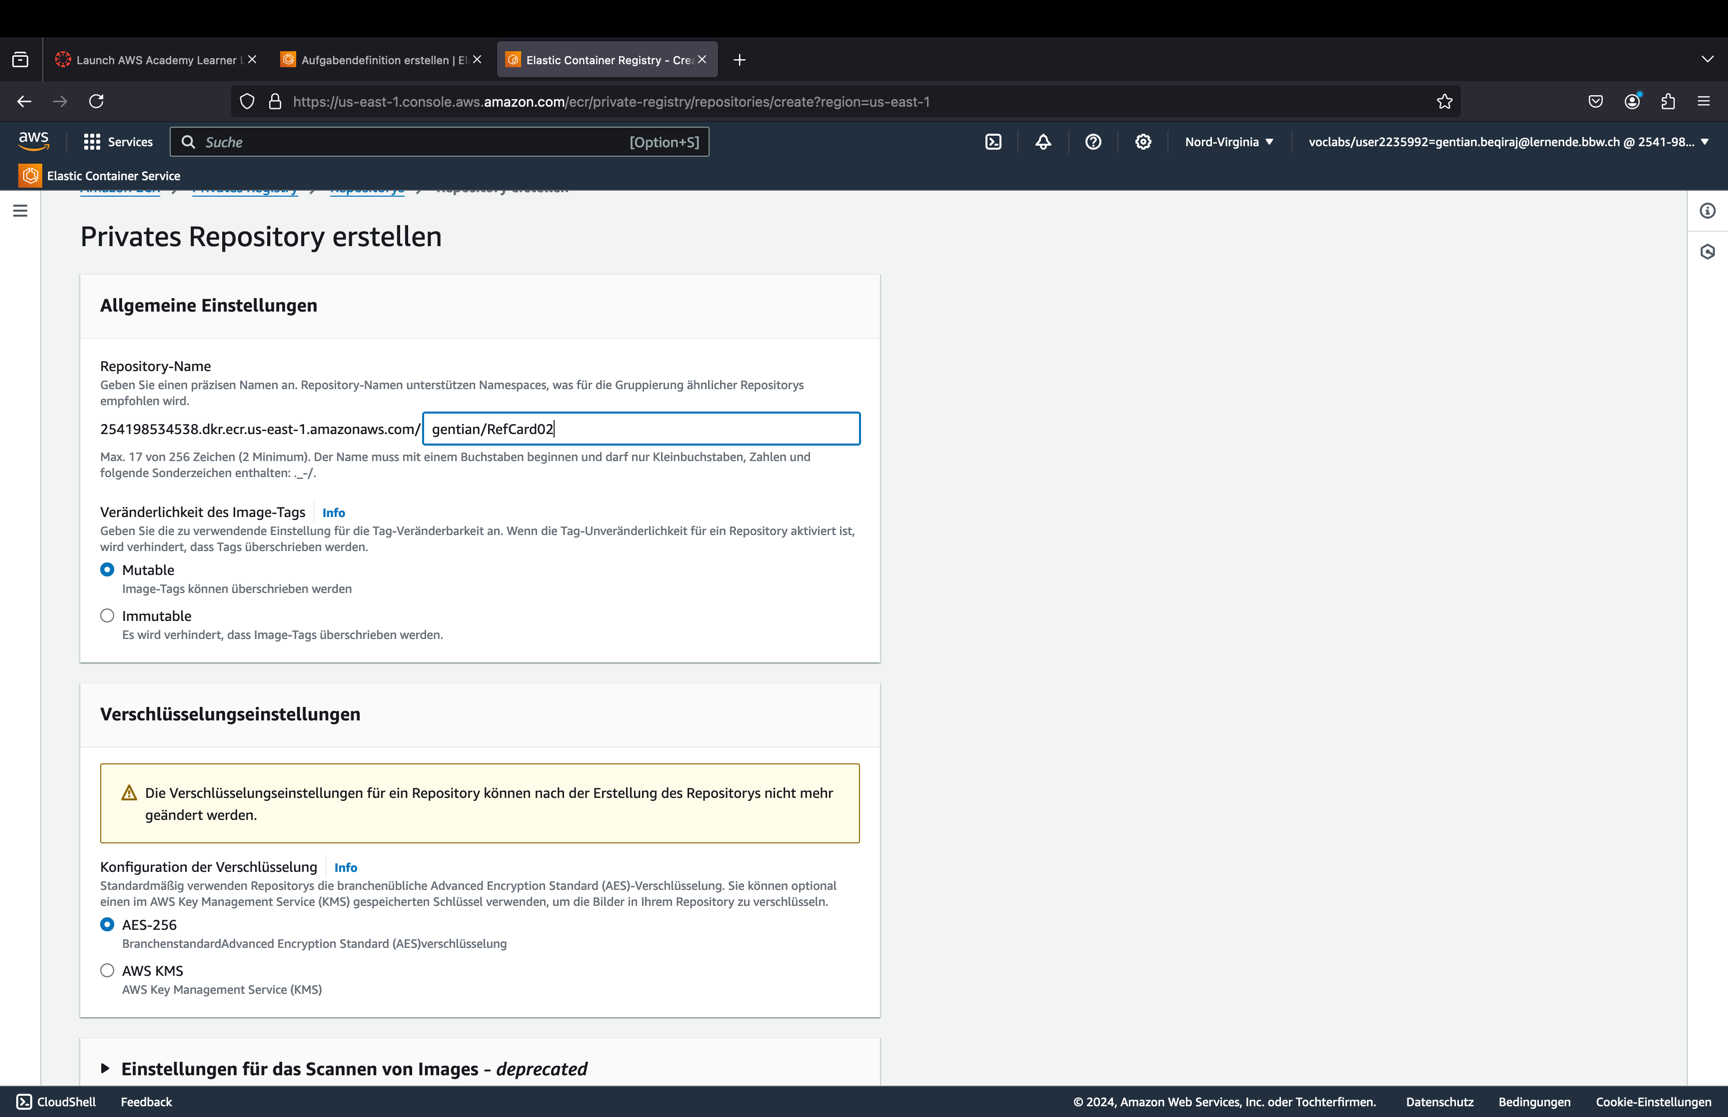 Launch AWS Academy Learner L
Aufgabendefinition erstellen | El
Elastic Container Registry - Crea
https://us-east-1.console.aws.amazon.com/ecr/private-registry/repositories/create?region=us-east-1
aws
Services
Suche
[Option+S]
Nord-Virginia
voclabs/user2235992=gentian.beqiraj@lernende.bbw.ch @ 2541-98...
Elastic Container Service
Amazon ECR
Privates Registry
Repositorys
Repository erstellen
Privates Repository erstellen
Allgemeine Einstellungen
Repository-Name
Geben Sie einen präzisen Namen an. Repository-Namen unterstützen Namespaces, was für die Gruppierung ähnlicher Repositorys
empfohlen wird.
254198534538.dkr.ecr.us-east-1.amazonaws.com/ gentian/RefCard02
Max. 17 von 256 Zeichen (2 Minimum). Der Name muss mit einem Buchstaben beginnen und darf nur Kleinbuchstaben, Zahlen und
folgende Sonderzeichen enthalten: ._-/.
Veränderlichkeit des Image-Tags Info
Geben Sie die zu verwendende Einstellung für die Tag-Veränderbarkeit an. Wenn die Tag-Unveränderlichkeit für ein Repository aktiviert ist,
wird verhindert, dass Tags überschrieben werden.
Mutable
Image-Tags können überschrieben werden
Immutable
Es wird verhindert, dass Image-Tags überschrieben werden.
Verschlüsselungseinstellungen
Die Verschlüsselungseinstellungen für ein Repository können nach der Erstellung des Repositorys nicht mehr
geändert werden.
Konfiguration der Verschlüsselung Info
Standardmäßig verwenden Repositorys die branchenübliche Advanced Encryption Standard (AES)-Verschlüsselung. Sie können optional
einen im AWS Key Management Service (KMS) gespeicherten Schlüssel verwenden, um die Bilder in Ihrem Repository zu verschlüsseln.
AES-256
BranchenstandardAdvanced Encryption Standard (AES)verschlüsselung
AWS KMS
AWS Key Management Service (KMS)
Einstellungen für das Scannen von Images - deprecated
CloudShell
Feedback
© 2024, Amazon Web Services, Inc. oder Tochterfirmen.
Datenschutz
Bedingungen
Cookie-Einstellungen